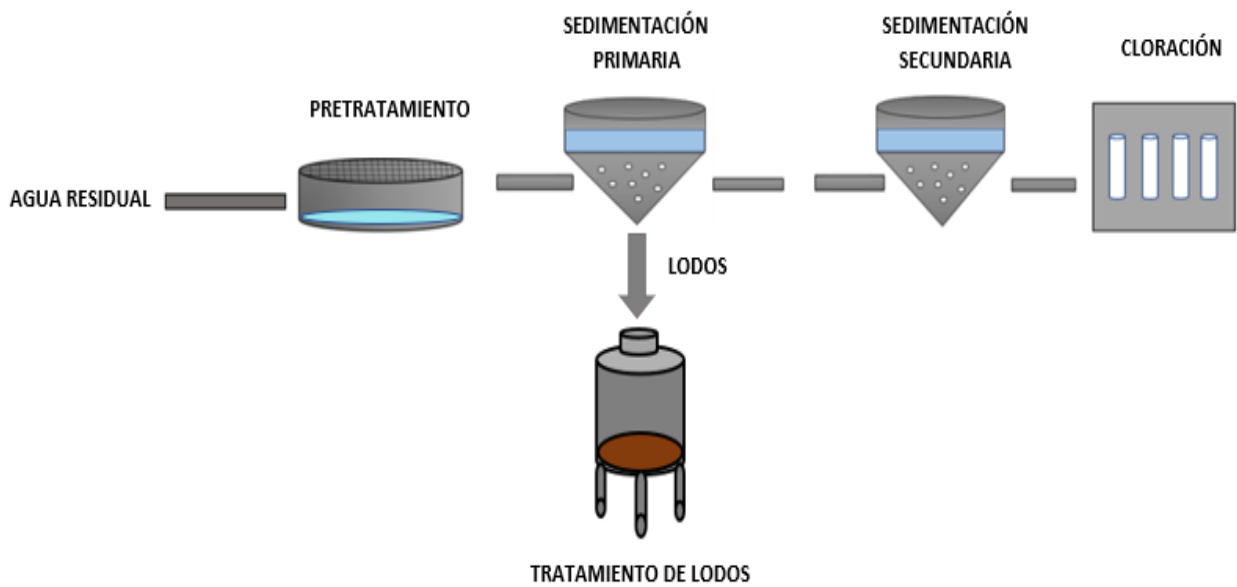 AGUA RESIDUAL
PRETRATAMIENTO
SEDIMENTACIÓN
PRIMARIA
SEDIMENTACIÓN
SECUNDARIA
CLORACIÓN
LODOS
TRATAMIENTO DE LODOS